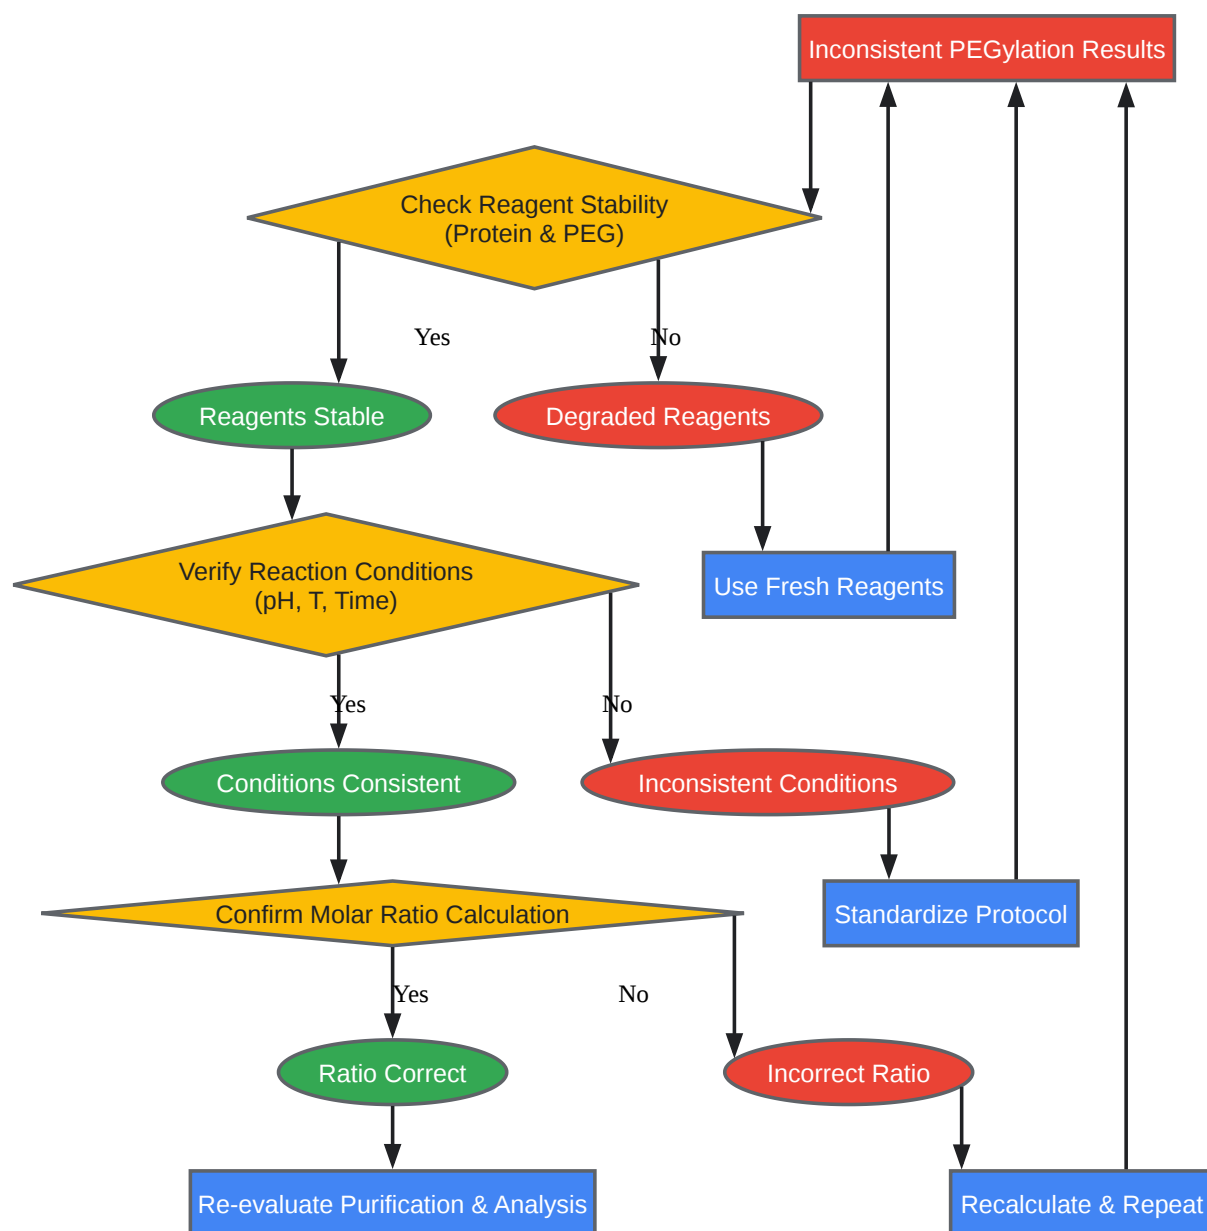 Inconsistent PEGylation Results
Check Reagent Stability
(Protein & PEG)
Yes
No
Reagents Stable
Degraded Reagents
Verify Reaction Conditions
(pH, T, Time)
Use Fresh Reagents
Yes
No
Conditions Consistent
Inconsistent Conditions
Confirm Molar Ratio Calculation
Standardize Protocol
Yes
No
Ratio Correct
Incorrect Ratio
Re-evaluate Purification & Analysis
Recalculate & Repeat